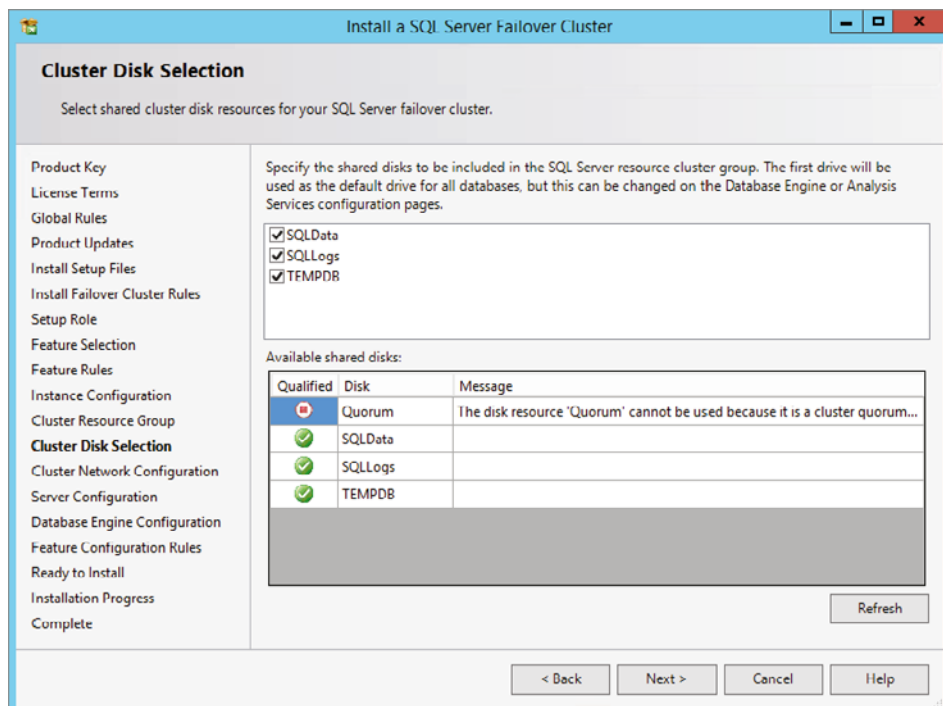 Install a SQL Server Failover Cluster
Cluster Disk Selection
Select shared cluster disk resources for your SQL Server failover cluster.
Product Key
License Terms
Global Rules
Product Updates
Install Setup Files
Install Failover Cluster Rules
Setup Role
Feature Selection
Feature Rules
Instance Configuration
Cluster Resource Group
Cluster Disk Selection
Cluster Network Configuration
Server Configuration
Database Engine Configuration
Feature Configuration Rules
Ready to Install
Installation Progress
Complete
Specify the shared disks to be included in the SQL Server resource cluster group. The first drive will be
used as the default drive for all databases, but this can be changed on the Database Engine or Analysis
Services configuration pages.
SQLData
SQLLogs
TEMPDB
Available shared disks:
Qualified Disk Message
Quorum The disk resource 'Quorum' cannot be used because it is a cluster quorum...
SQLData
SQLLogs
TEMPDB
Refresh
< Back Next > Cancel Help